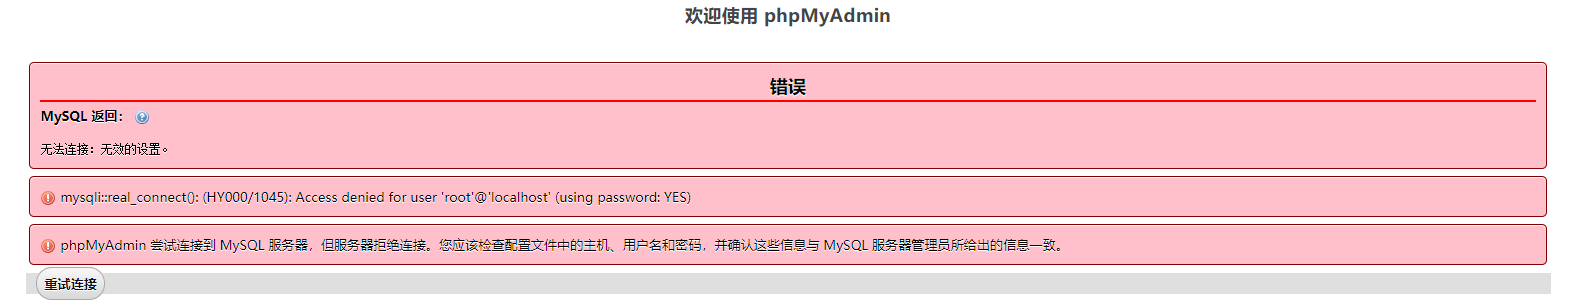 欢迎使用 phpMyAdmin
错误
MySQL 返回：
无法连接：无效的设置。
mysqli::real_connect(): (HY000/1045): Access denied for user 'root'@'localhost' (using password: YES)
phpMyAdmin 尝试连接到 MySQL 服务器，但服务器拒绝连接。您应该检查配置文件中的主机、用户名和密码，并确认这些信息与 MySQL 服务器管理员所给出的信息一致。
重试连接